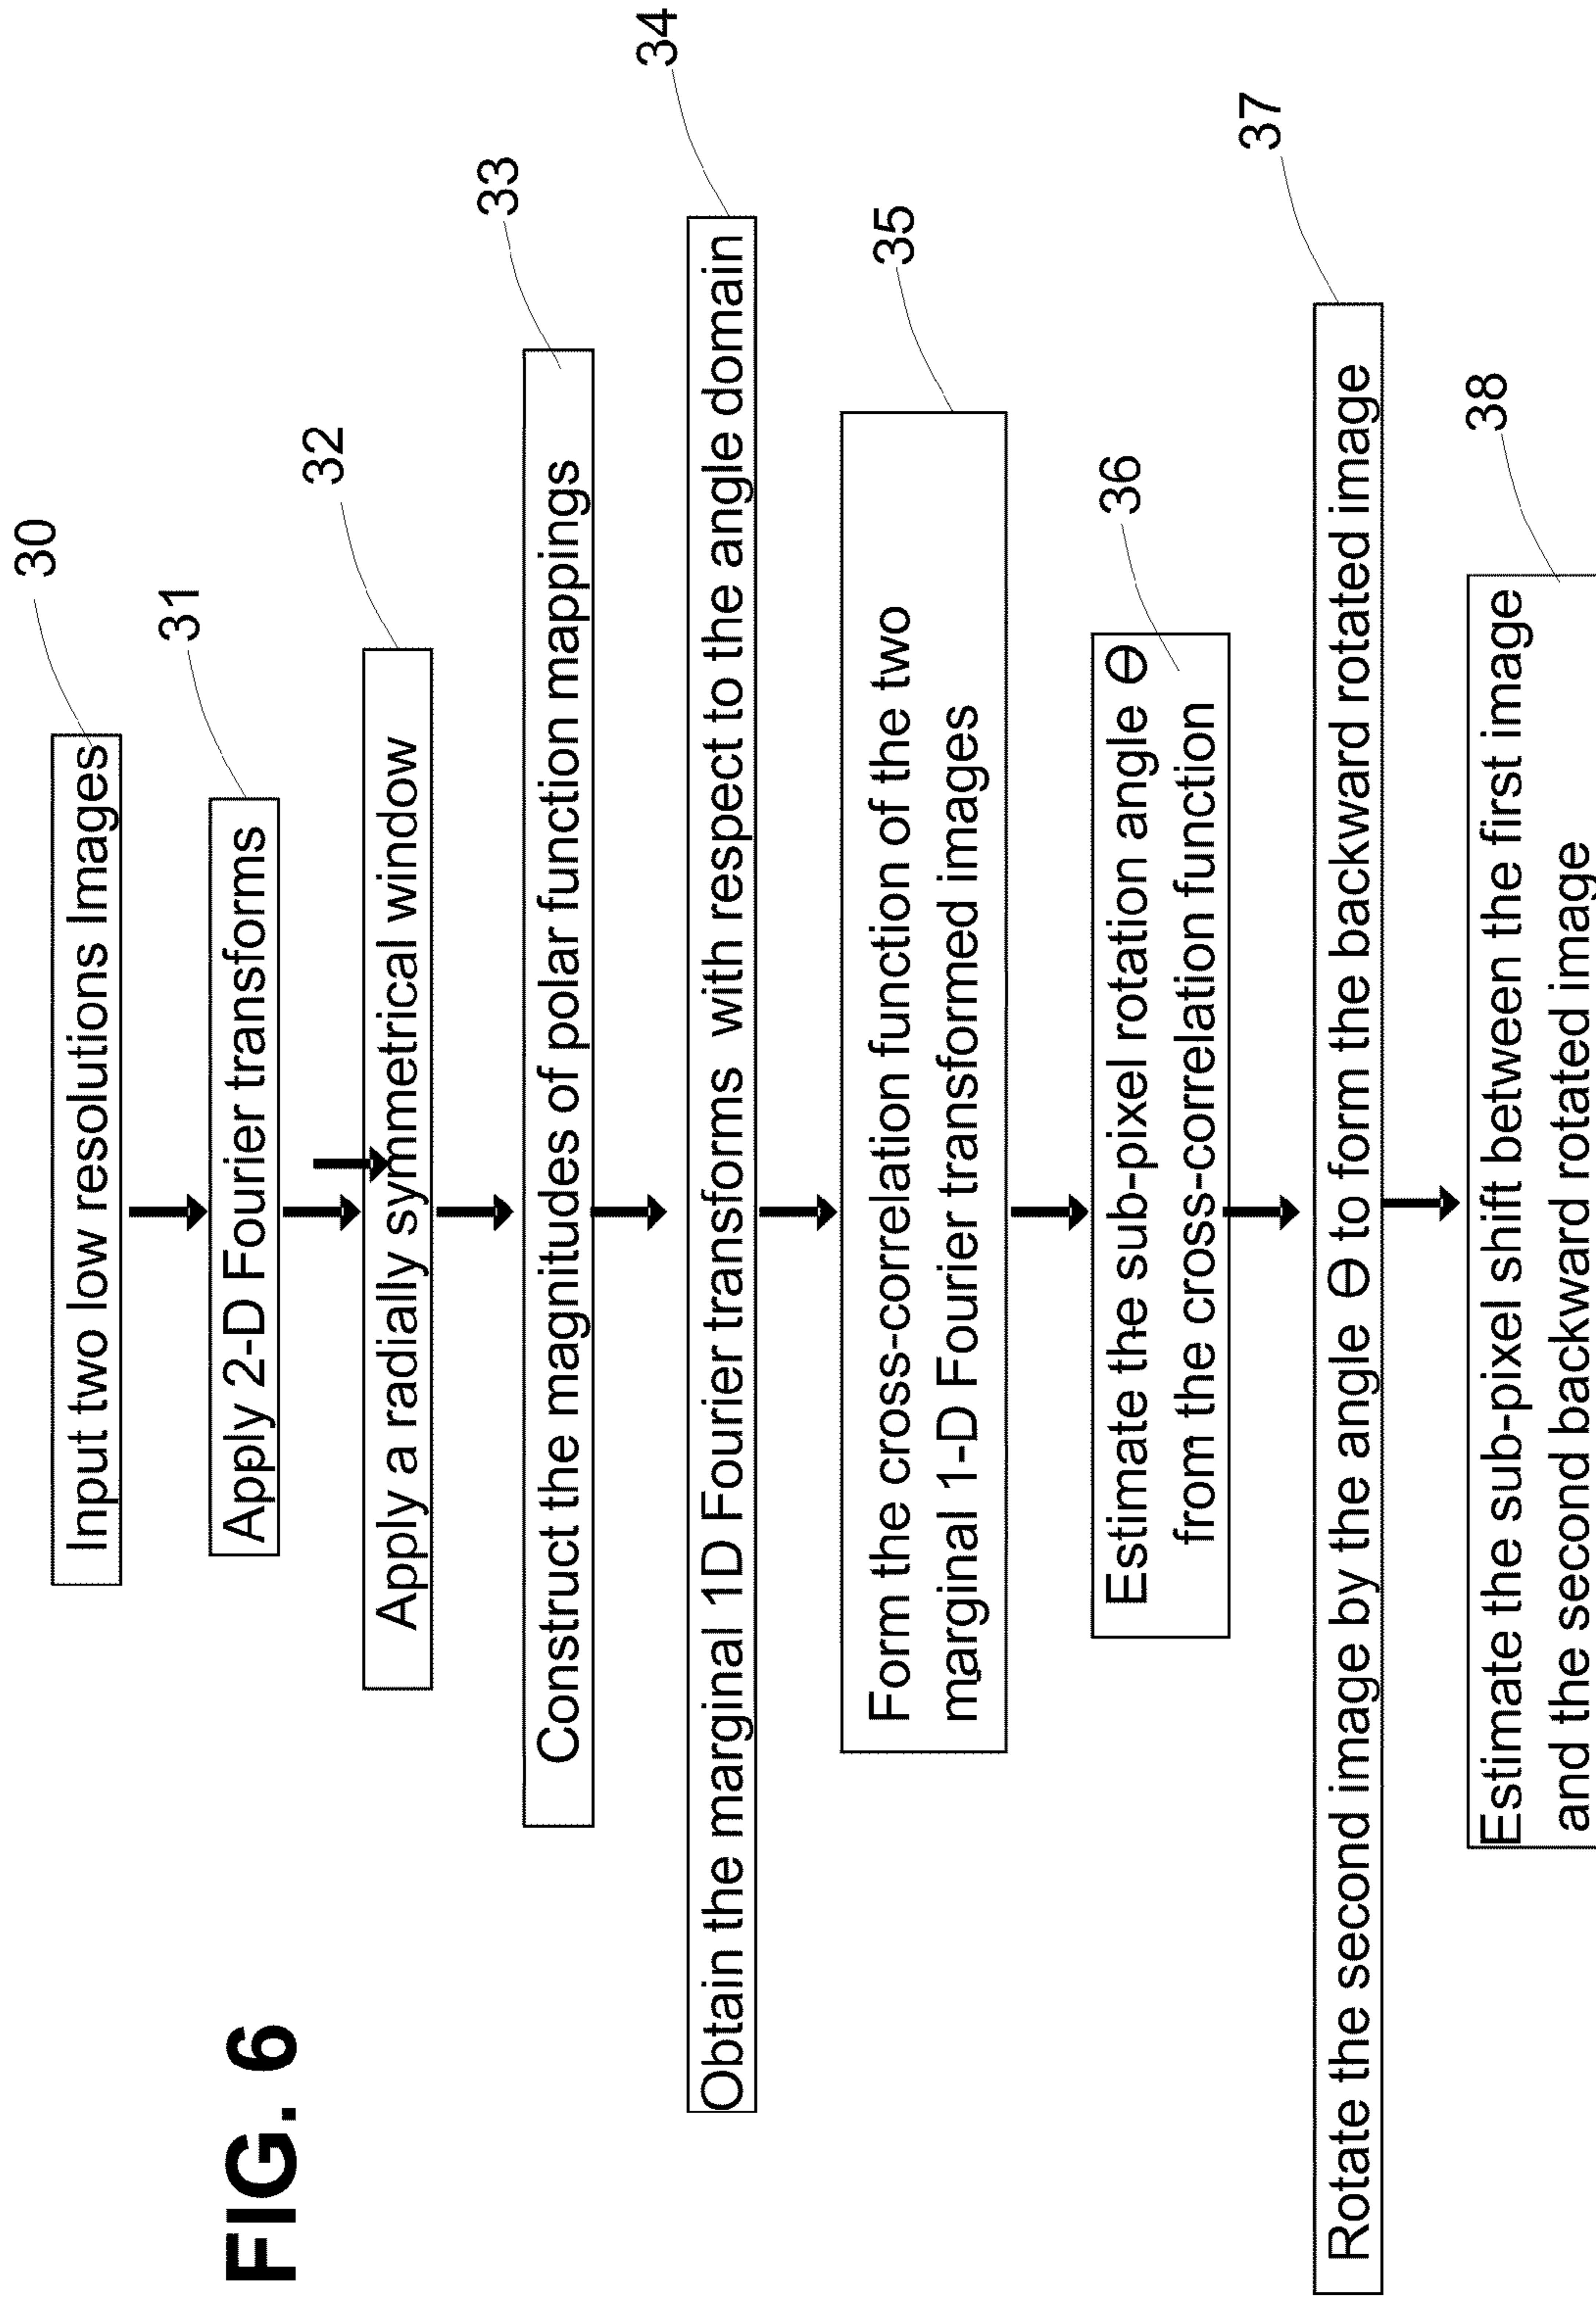 FIG. 6
Input two low resolutions Images
30
Apply 2-D Fourier transforms
31
Apply a radially symmetrical window
32
Construct the magnitudes of polar function mappings
33
Obtain the marginal 1D Fourier transforms with respect to the angle domain
34
Form the cross-correlation function of the two
marginal 1-D Fourier transformed images
35
Estimate the sub-pixel rotation angle Θ
from the cross-correlation function
36
Rotate the second image by the angle Θ to form the backward rotated image
37
Estimate the sub-pixel shift between the first image
and the second backward rotated image
38